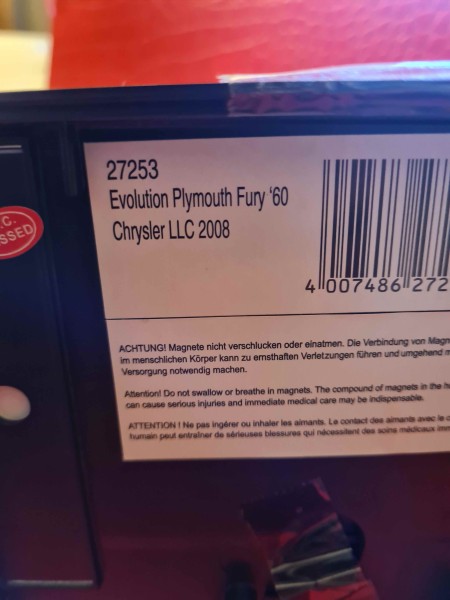 27253
Evolution Plymouth Fury ‘60
Chrysler LLC 2008
.C.
SSED
4 007486 272
ACHTUNG! Magnete nicht verschlucken oder einatmen. Die Verbindung von Magn
im menschlichen Körper kann zu ernsthaften Verletzungen führen und umgehend m
Versorgung notwendig machen.
Attention! Do not swallow or breathe in magnets. The compound of magnets in the h
can cause serious injuries and immediate medical care may be indispensable.
ATTENTION ! Ne pas ingérer ou inhaler les aimants. Le contact des aimants avec le c
humain peut entraîner de sérieuses blessures qui nécessitent des soins médicaux imm